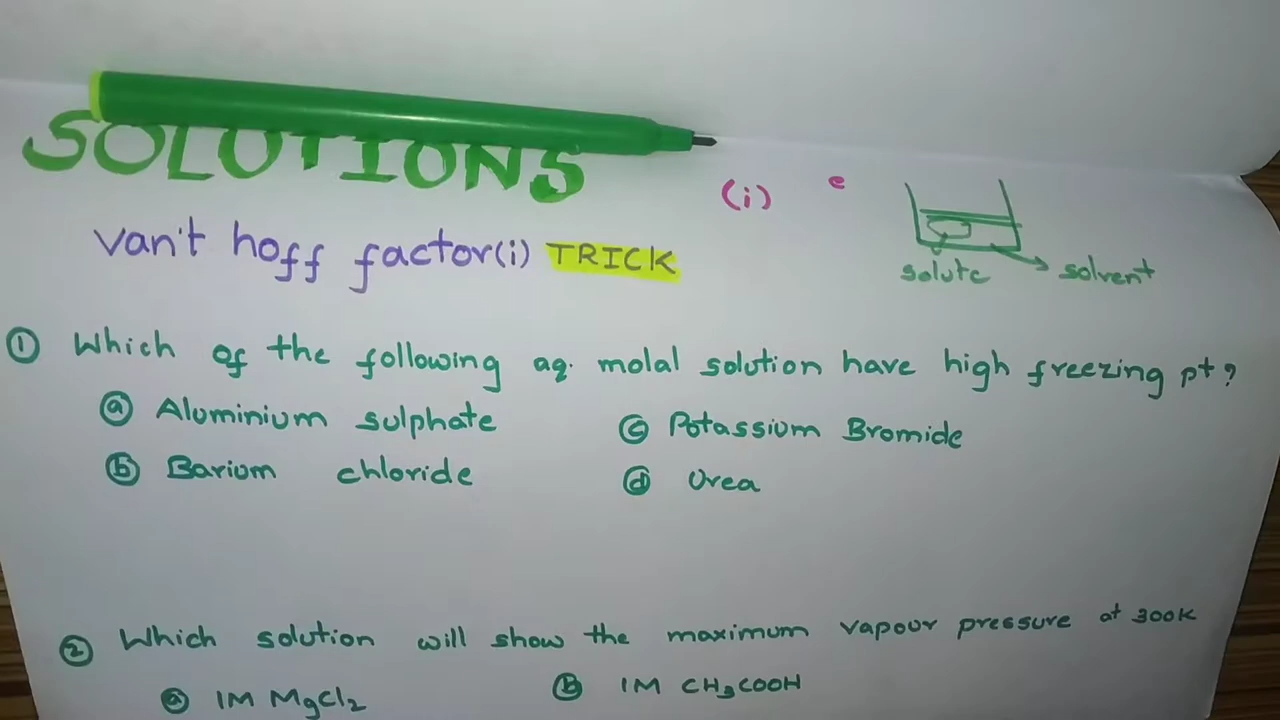 SOLUTIONS
(i) e
solute solvent
Van't hoff factor(i) TRICK
① Which of the following aq. molal solution have high freezing pt?
ⓐ Aluminium sulphate ⓒ Potassium Bromide
ⓑ Barium chloride ⓓ Urea
② Which solution will show the maximum vapour pressure at 300K
ⓐ 1M MgCl₂ ⓑ 1M CH₃COOH